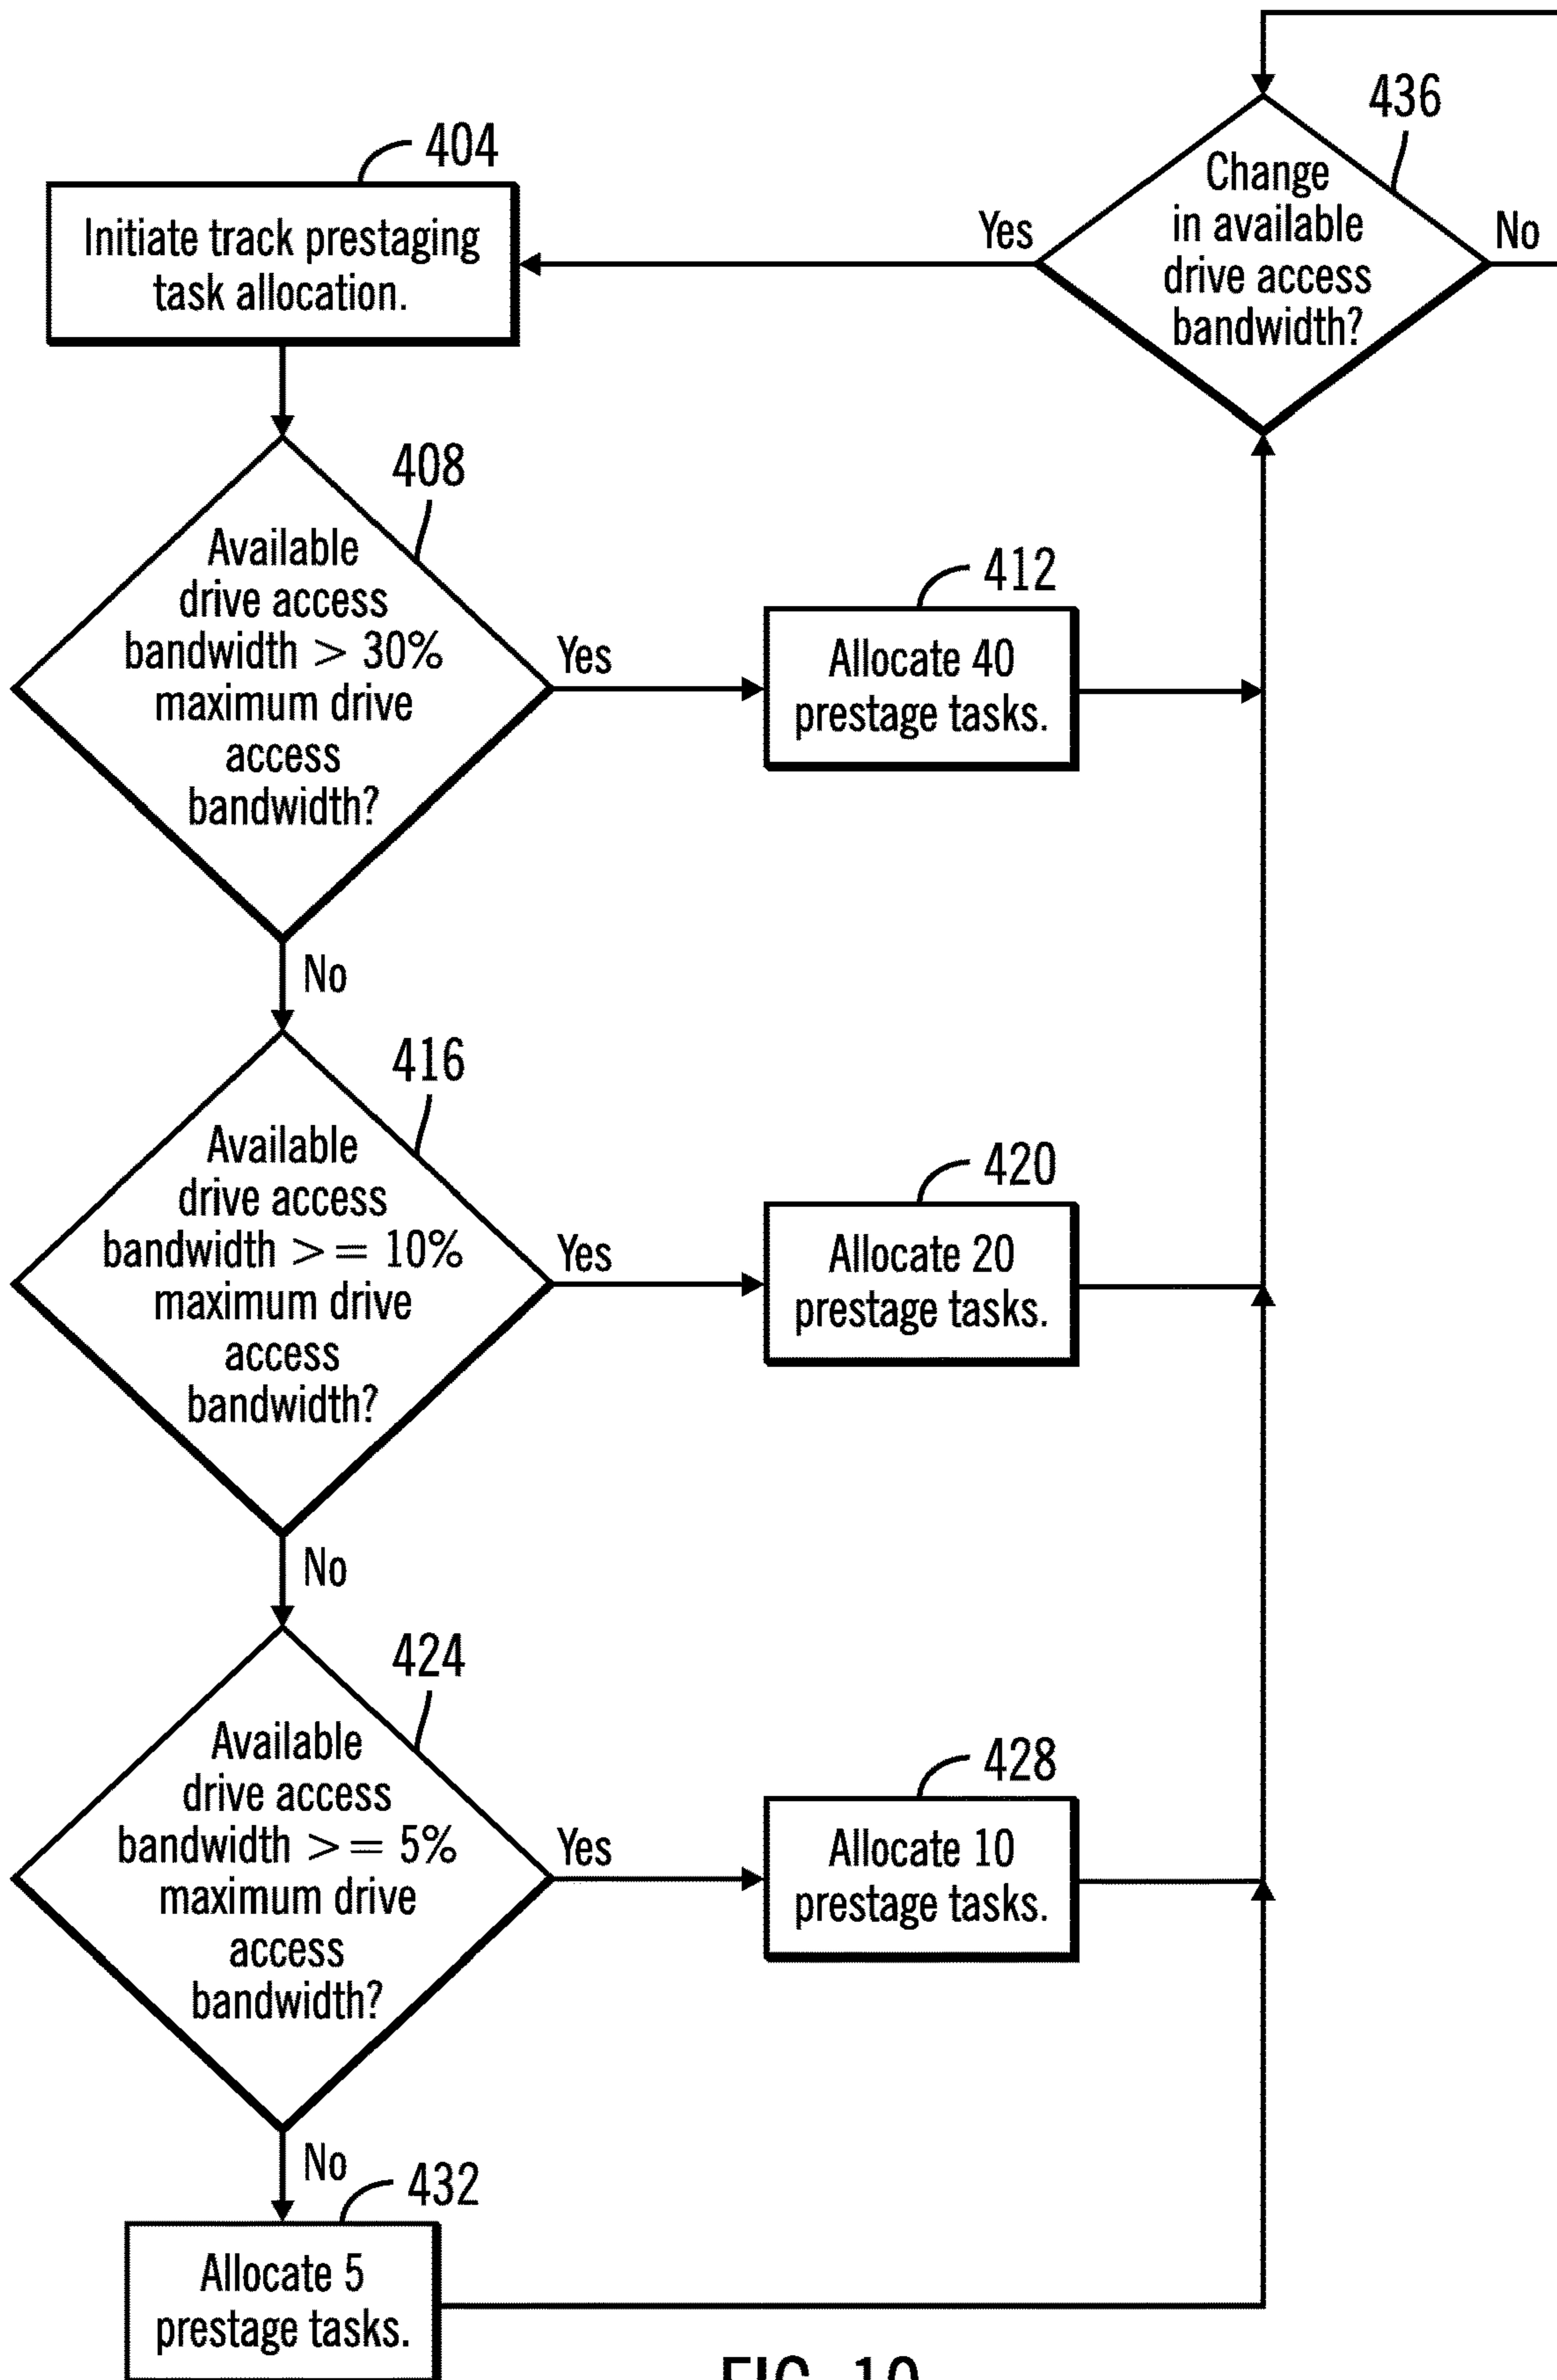 404
Initiate track prestaging
task allocation.
436
Change
in available
drive access
bandwidth?
Yes
No
408
Available
drive access
bandwidth > 30%
maximum drive
access
bandwidth?
Yes
412
Allocate 40
prestage tasks.
No
416
Available
drive access
bandwidth >= 10%
maximum drive
access
bandwidth?
Yes
420
Allocate 20
prestage tasks.
No
424
Available
drive access
bandwidth >= 5%
maximum drive
access
bandwidth?
Yes
428
Allocate 10
prestage tasks.
No
432
Allocate 5
prestage tasks.
FIG.